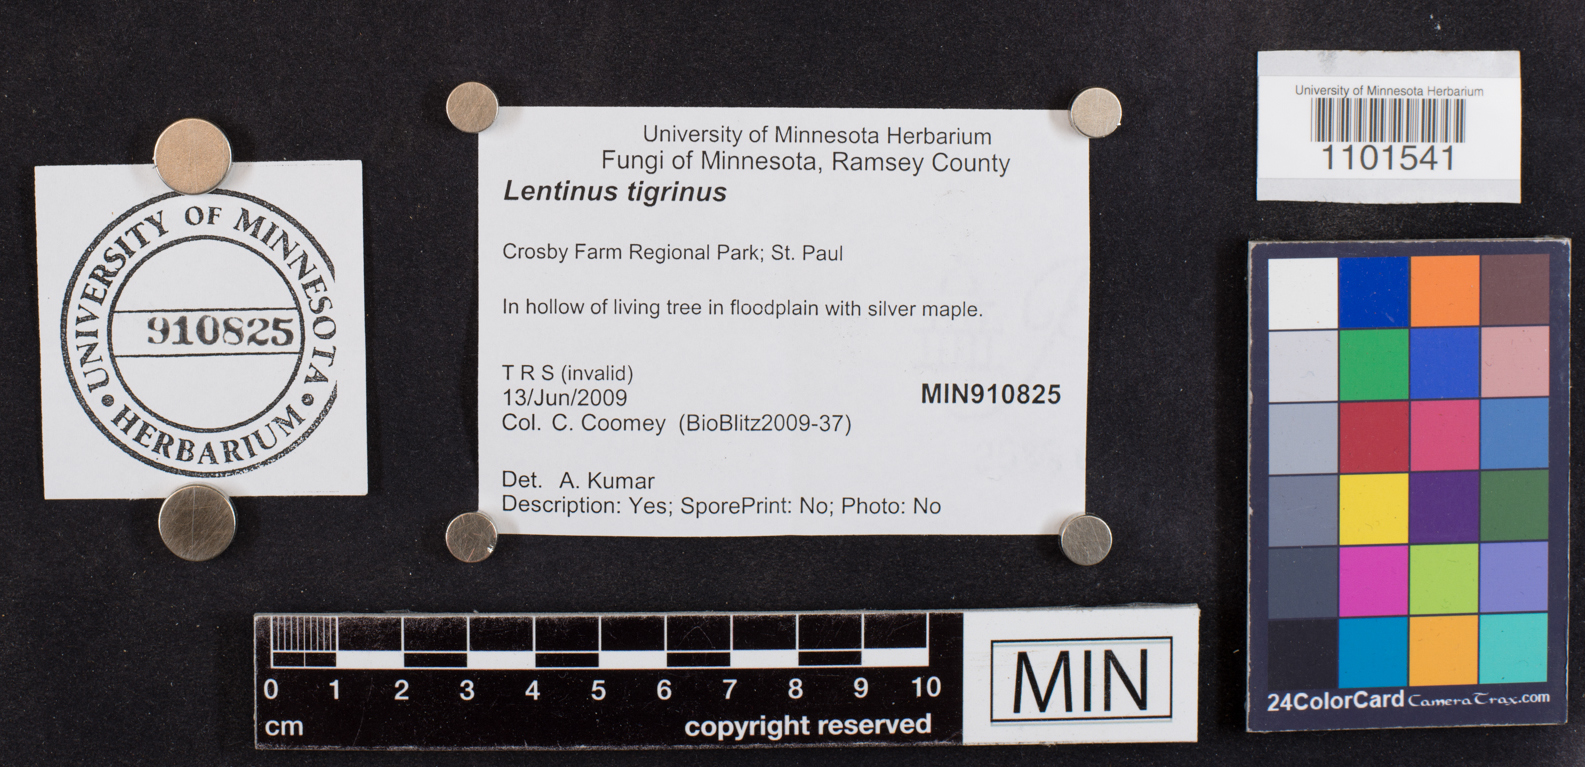 UNIVERSITY OF MINNESOTA
910825
HERBARIUM
University of Minnesota Herbarium
Fungi of Minnesota, Ramsey County
Lentinus tigrinus
Crosby Farm Regional Park; St. Paul
In hollow of living tree in floodplain with silver maple.
T R S (invalid)
13/Jun/2009
MIN910825
Col. C. Coomey (BioBlitz2009-37)
Det. A. Kumar
Description: Yes; SporePrint: No; Photo: No
University of Minnesota Herbarium
1101541
0 1 2 3 4 5 6 7 8 9 10
cm copyright reserved
MIN
24ColorCard CameraTrax.com